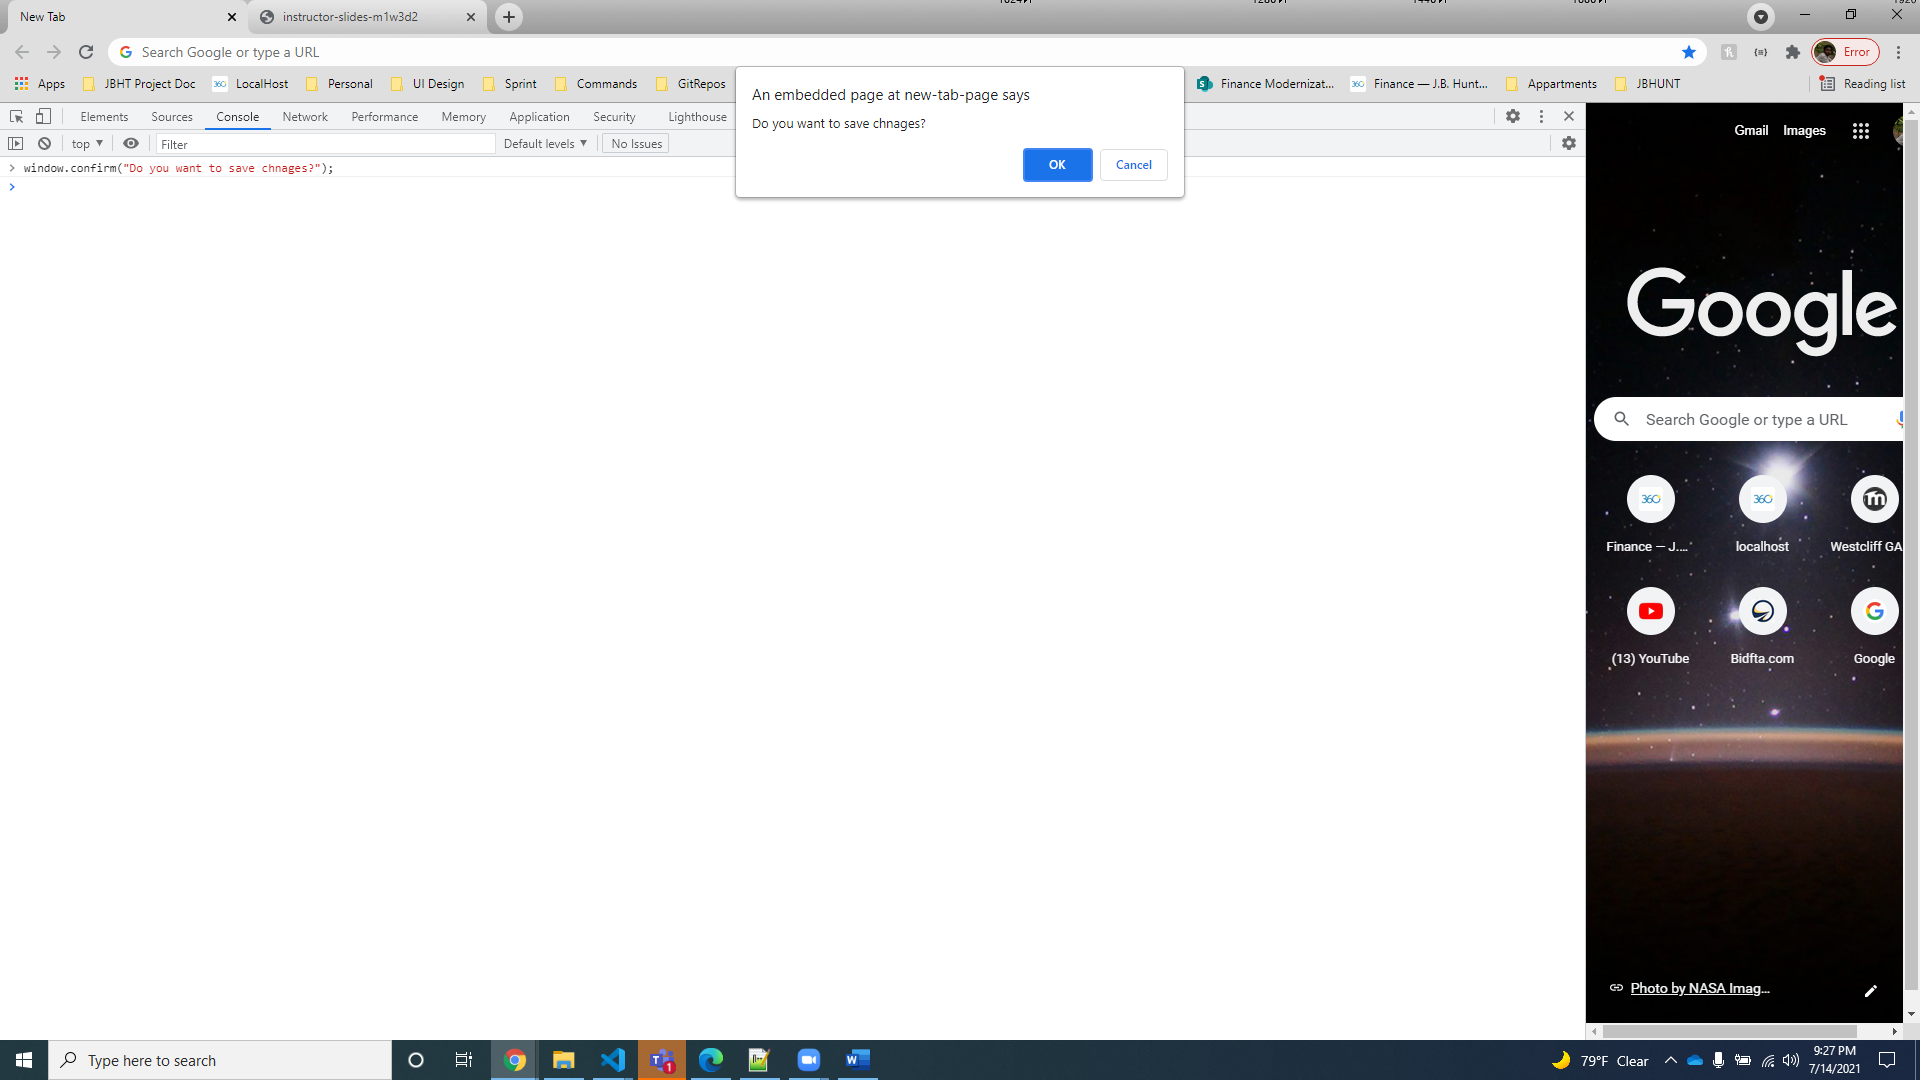 New Tab
instructor-slides-m1w3d2
Search Google or type a URL
Error
Apps
JBHT Project Doc
LocalHost
Personal
UI Design
Sprint
Commands
GitRepos
Finance Modernizat...
Finance — J.B. Hunt...
Appartments
JBHUNT
Reading list
An embedded page at new-tab-page says
Do you want to save chnages?
OK
Cancel
Elements
Sources
Console
Network
Performance
Memory
Application
Security
Lighthouse
top
Filter
Default levels
No Issues
window.confirm("Do you want to save chnages?");
Gmail
Images
Google
Search Google or type a URL
360
Finance — J....
360
localhost
Westcliff GA
(13) YouTube
Bidfta.com
Google
Photo by NASA Imag...
Type here to search
1
79°F Clear
9:27 PM
7/14/2021